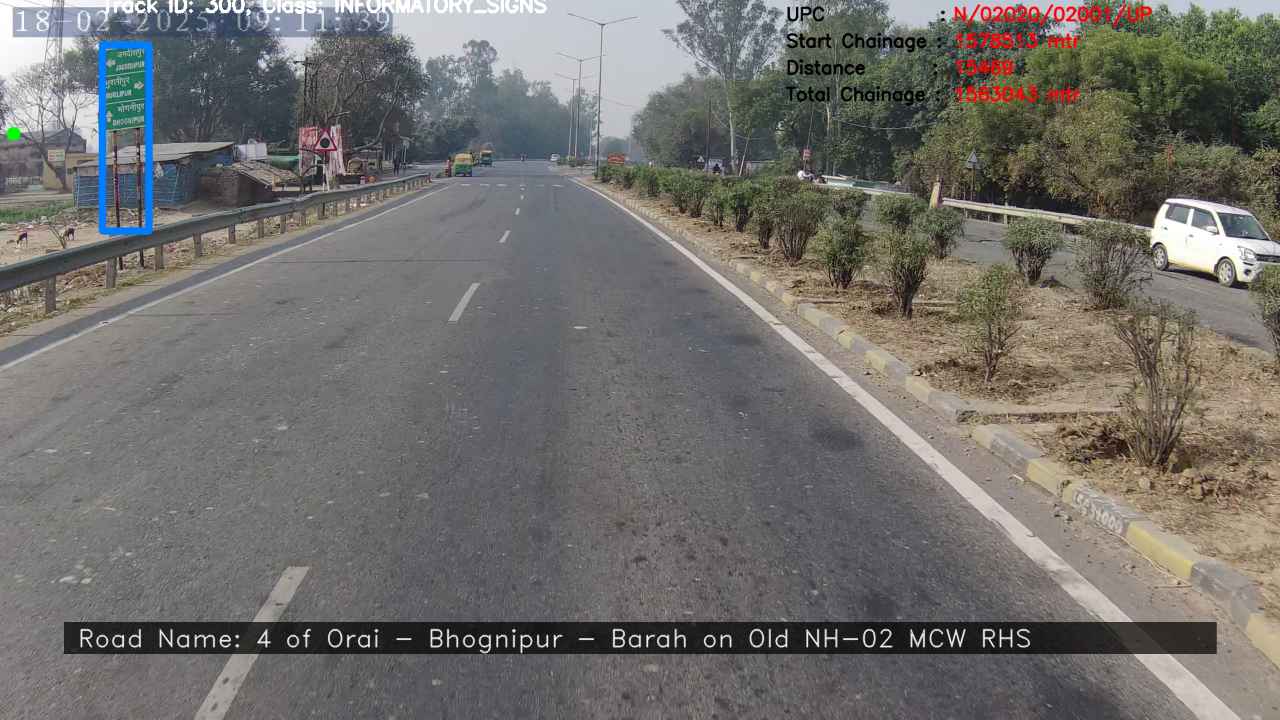 Track ID: 300, Class: INFORMATORY_SIGNS
18-02-2025 09:11:39
UPC : N/02020/02001/UP
Start Chainage : 1578513 mtr
Distance : 15469
Total Chainage : 1563043 mtr
Road Name: 4 of Orai - Bhognipur - Barah on Old NH-02 MCW RHS